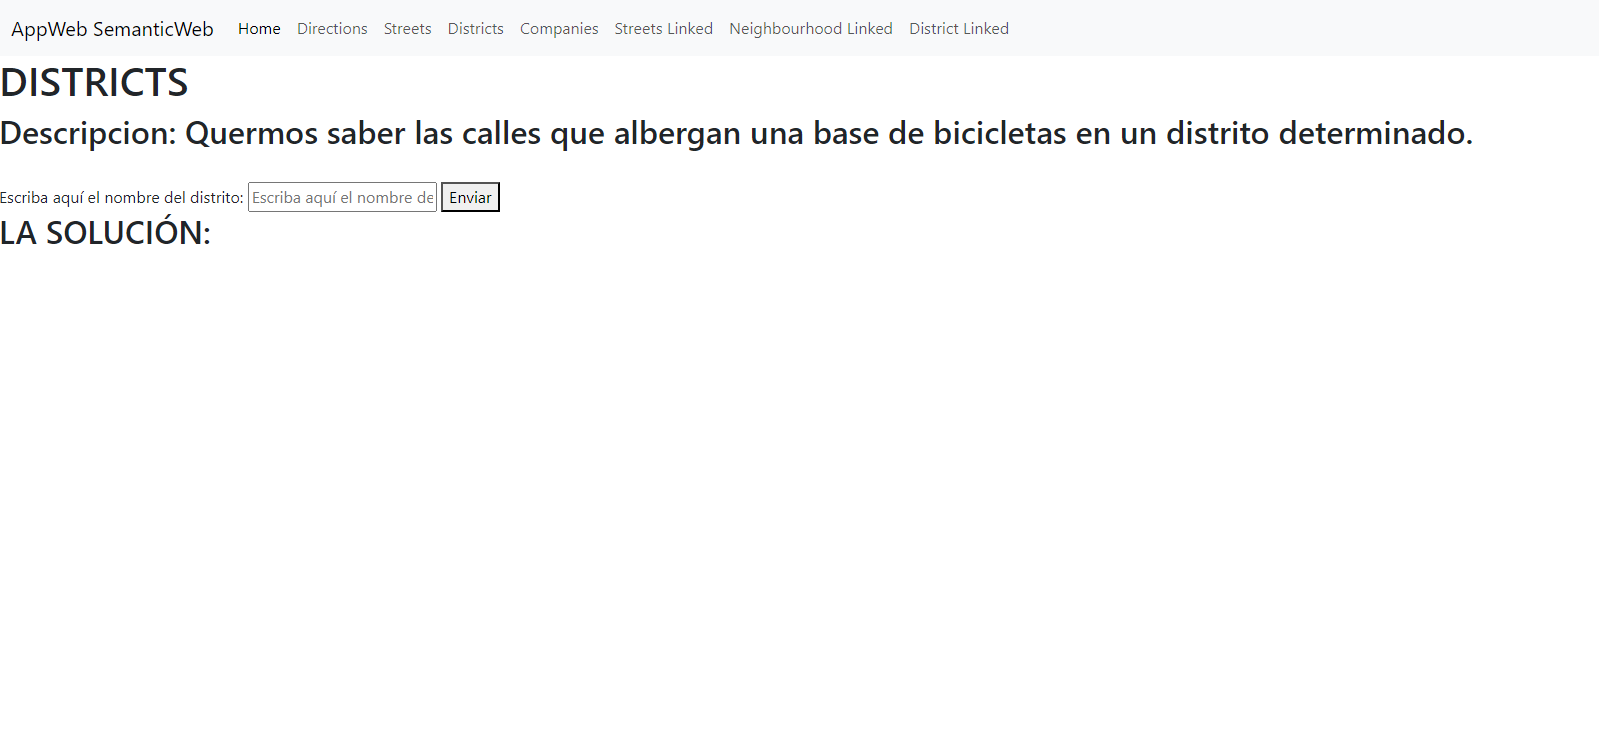 AppWeb SemanticWeb Home Directions Streets Districts Companies Streets Linked Neighbourhood Linked District Linked
DISTRICTS
Descripcion: Quermos saber las calles que albergan una base de bicicletas en un distrito determinado.
Escriba aquí el nombre del distrito: Escriba aquí el nombre de Enviar
LA SOLUCIÓN: